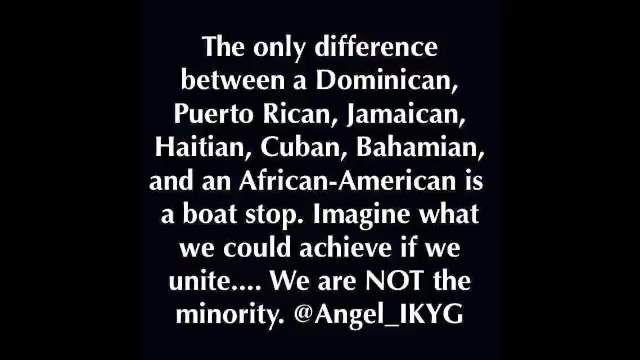 The only difference
between a Dominican,
Puerto Rican, Jamaican,
Haitian, Cuban, Bahamian,
and an African-American is
a boat stop. Imagine what
we could achieve if we
unite.... We are NOT the
minority. @Angel_IKYG